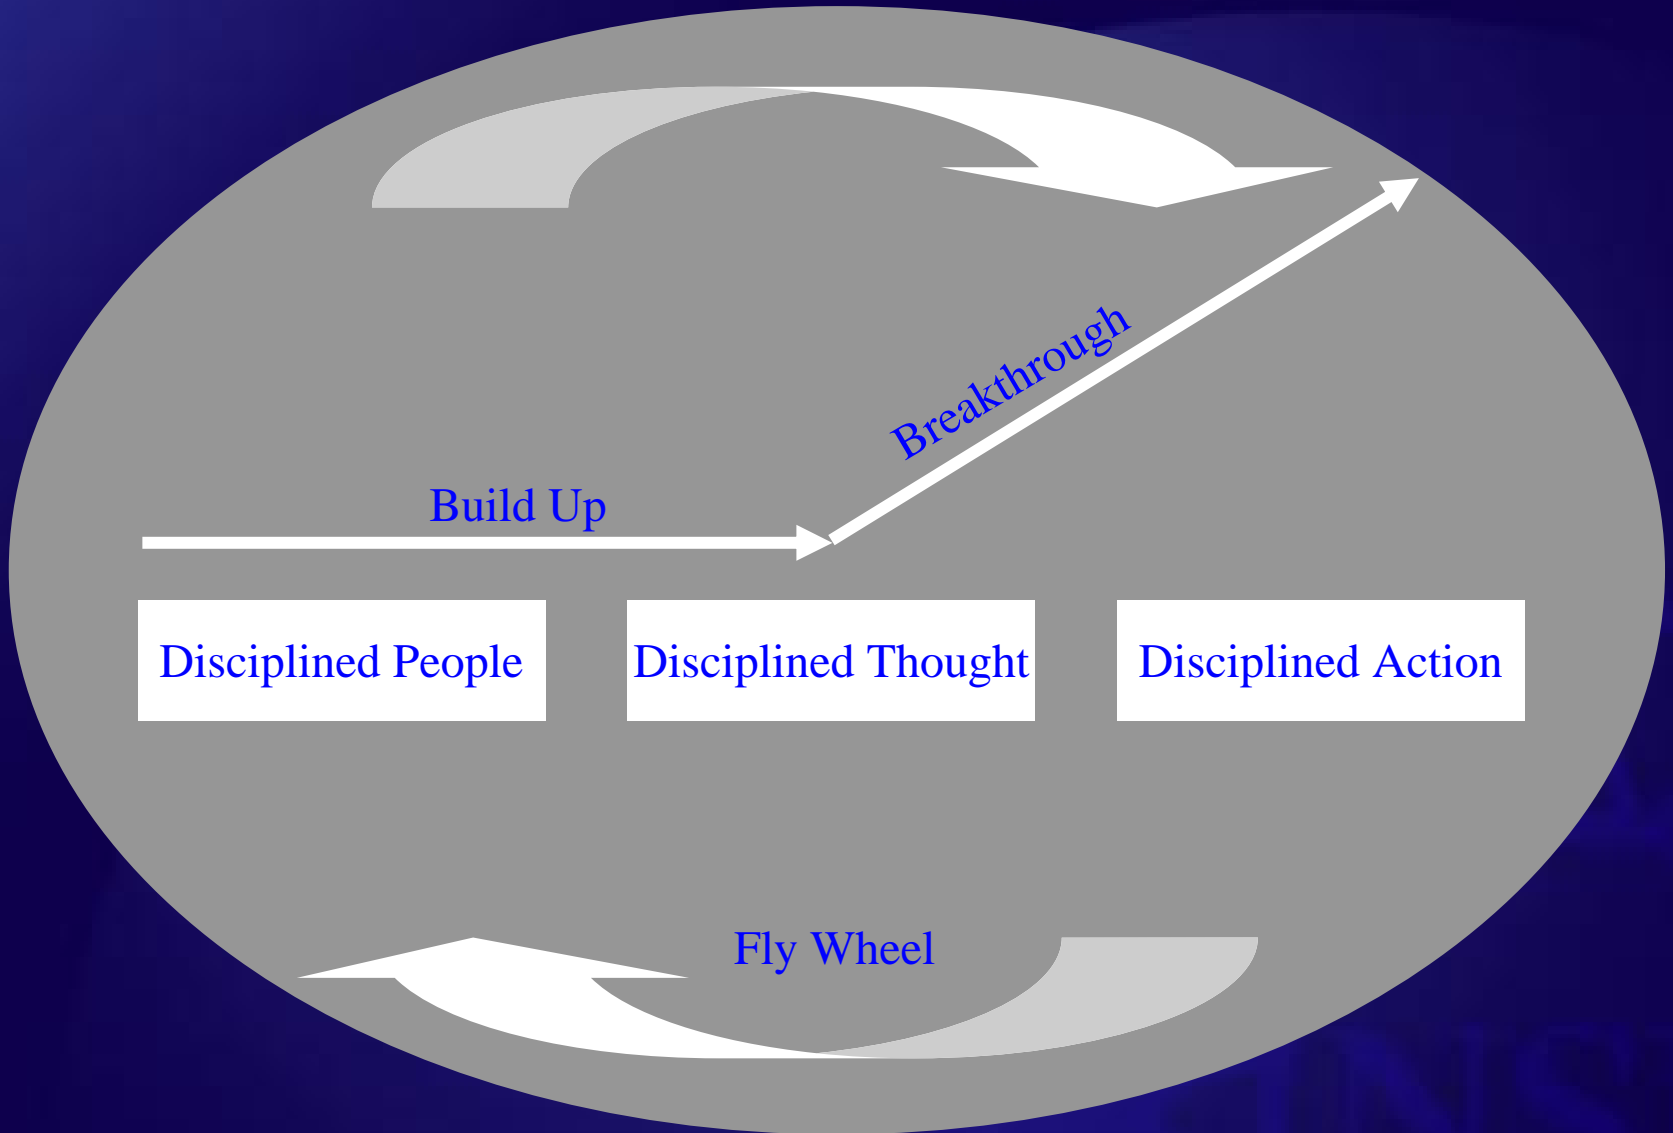 Breakthrough
Build Up
Disciplined People
Disciplined Thought
Disciplined Action
Fly Wheel